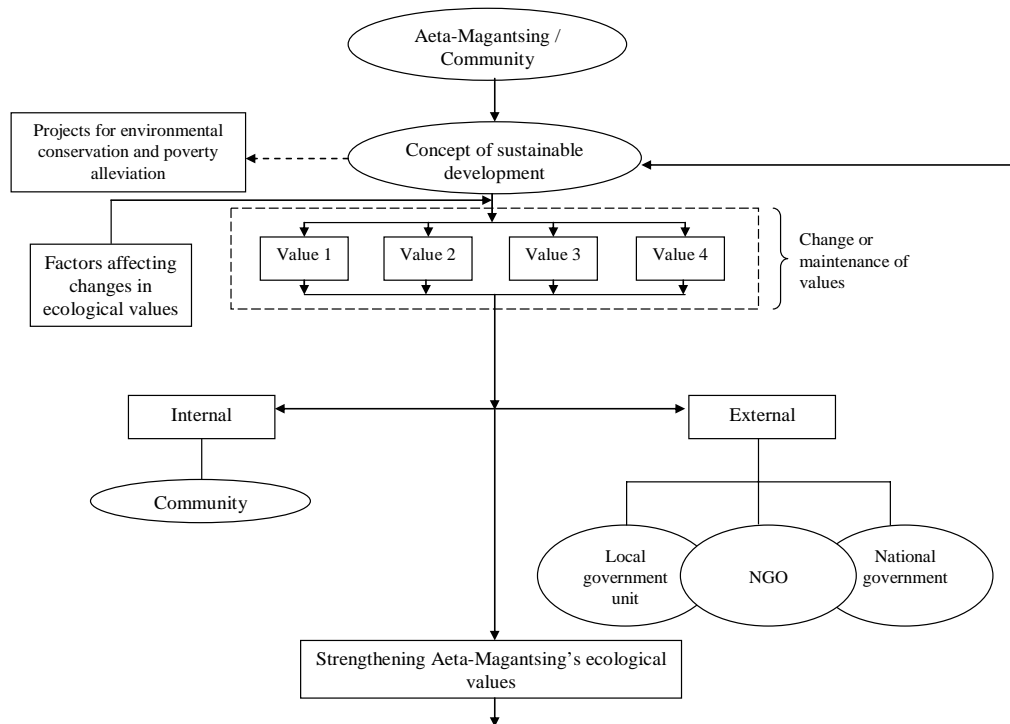 Aeta-Magantsing /
Community
Projects for environmental
conservation and poverty
alleviation
Concept of sustainable
development
Factors affecting
changes in
ecological values
Value 1
Value 2
Value 3
Value 4
Change or
maintenance of
values
Internal
External
Community
Local
government
unit
NGO
National
government
Strengthening Aeta-Magantsing’s ecological
values